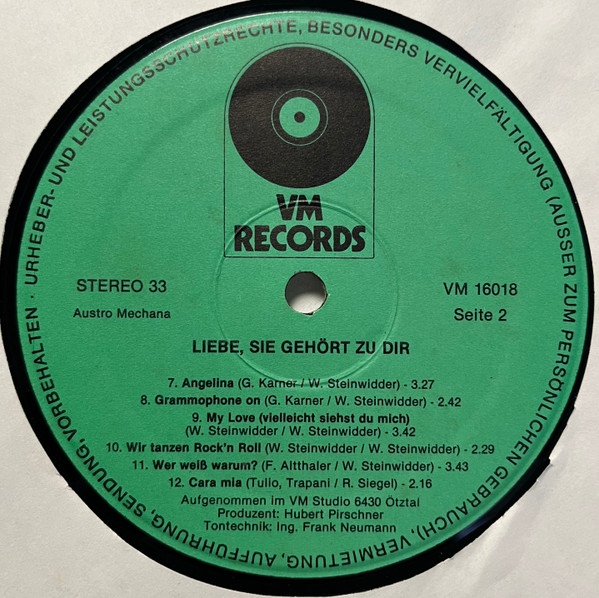 URHEBER- UND LEISTUNGSSCHUTZRECHTE, BESONDERS VERVIELFÄLTIGUNG (AUSSER ZUM PERSÖNLICHEN GEBRAUCH), VERMIETUNG, AUFFÜHRUNG, SENDUNG, VORBEHALTEN ·
VM
RECORDS
STEREO 33
VM 16018
Austro Mechana
Seite 2
LIEBE, SIE GEHÖRT ZU DIR
7. Angelina (G. Karner / W. Steinwidder) - 3.27
8. Grammophone on (G. Karner / W. Steinwidder) - 2.42
9. My Love (vielleicht siehst du mich)
(W. Steinwidder / W. Steinwidder) - 3.42
10. Wir tanzen Rock'n Roll (W. Steinwidder / W. Steinwidder) - 2.29
11. Wer weiß warum? (F. Altthaler / W. Steinwidder) - 3.43
12. Cara mia (Tullo, Trapani / R. Siegel) - 2.16
Aufgenommen im VM Studio 6430 Ötztal
Produzent: Hubert Pirschner
Tontechnik: Ing. Frank Neumann